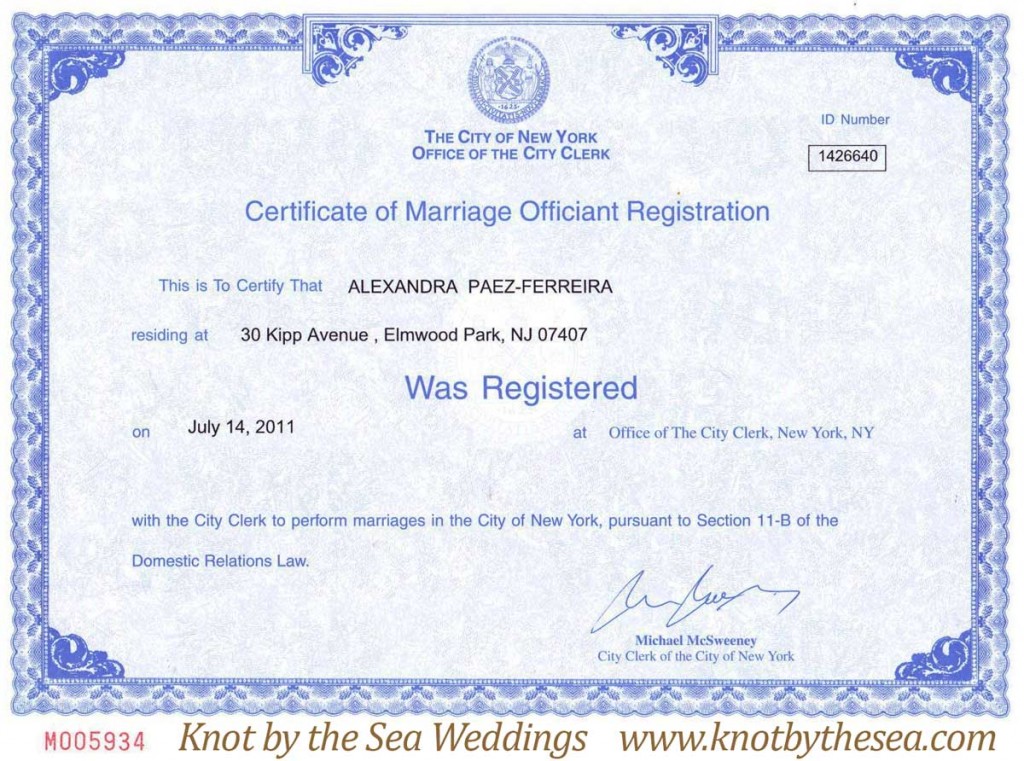 THE CITY OF NEW YORK
OFFICE OF THE CITY CLERK
ID Number
1426640
Certificate of Marriage Officiant Registration
This is To Certify That ALEXANDRA PAEZ-FERREIRA
residing at 30 Kipp Avenue , Elmwood Park, NJ 07407
Was Registered
on July 14, 2011 at Office of The City Clerk, New York, NY
with the City Clerk to perform marriages in the City of New York, pursuant to Section 11-B of the
Domestic Relations Law.
Michael McSweeney
City Clerk of the City of New York
M005934 Knot by the Sea Weddings www.knotbythesea.com